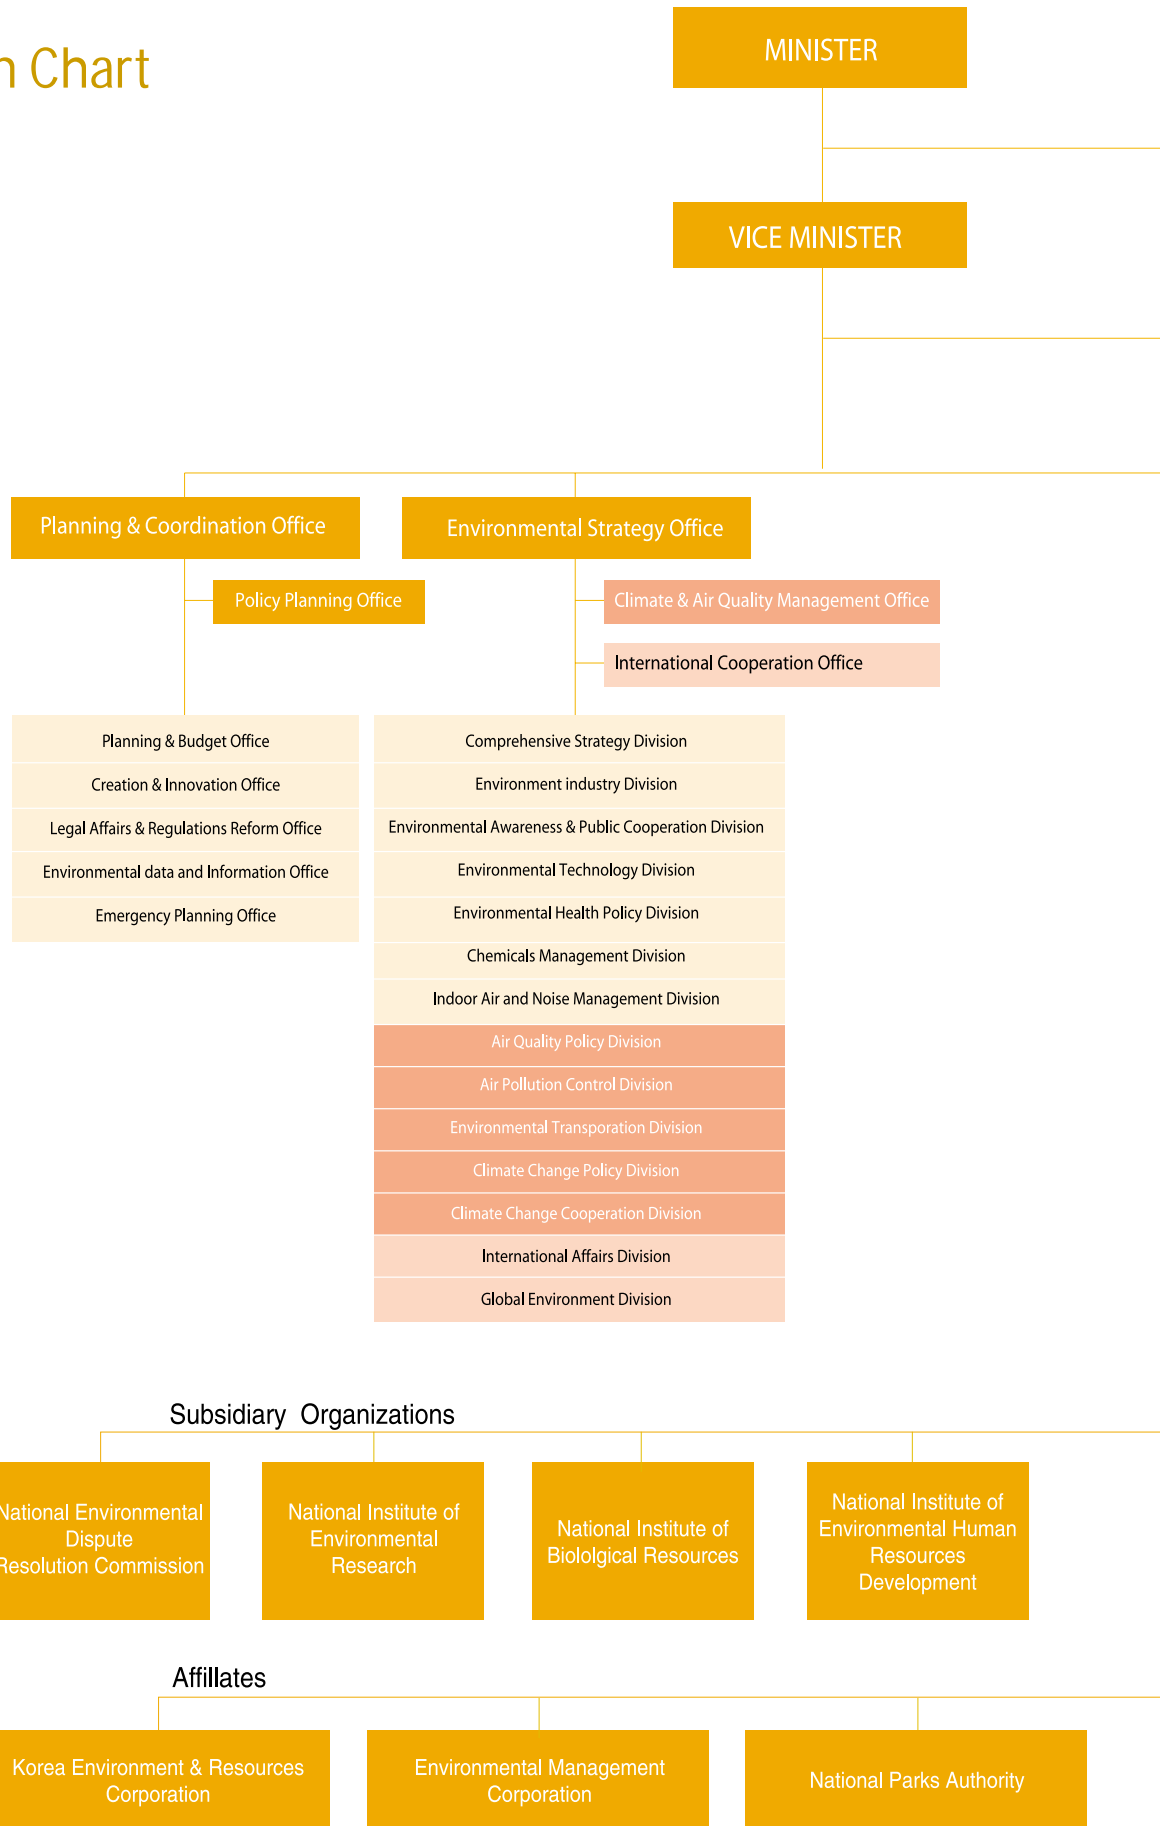 n Chart
MINISTER
VICE MINISTER
Planning & Coordination Office
Environmental Strategy Office
Policy Planning Office
Climate & Air Quality Management Office
International Cooperation Office
Planning & Budget Office
Creation & Innovation Office
Legal Affairs & Regulations Reform Office
Environmental data and Information Office
Emergency Planning Office
Comprehensive Strategy Division
Environment industry Division
Environmental Awareness & Public Cooperation Division
Environmental Technology Division
Environmental Health Policy Division
Chemicals Management Division
Indoor Air and Noise Management Division
Air Quality Policy Division
Air Pollution Control Division
Environmental Transporation Division
Climate Change Policy Division
Climate Change Cooperation Division
International Affairs Division
Global Environment Division
Subsidiary Organizations
National Environmental
Dispute
Resolution Commission
National Institute of
Environmental
Research
National Institute of
Biololgical Resources
National Institute of
Environmental Human
Resources
Development
Affillates
Korea Environment & Resources
Corporation
Environmental Management
Corporation
National Parks Authority